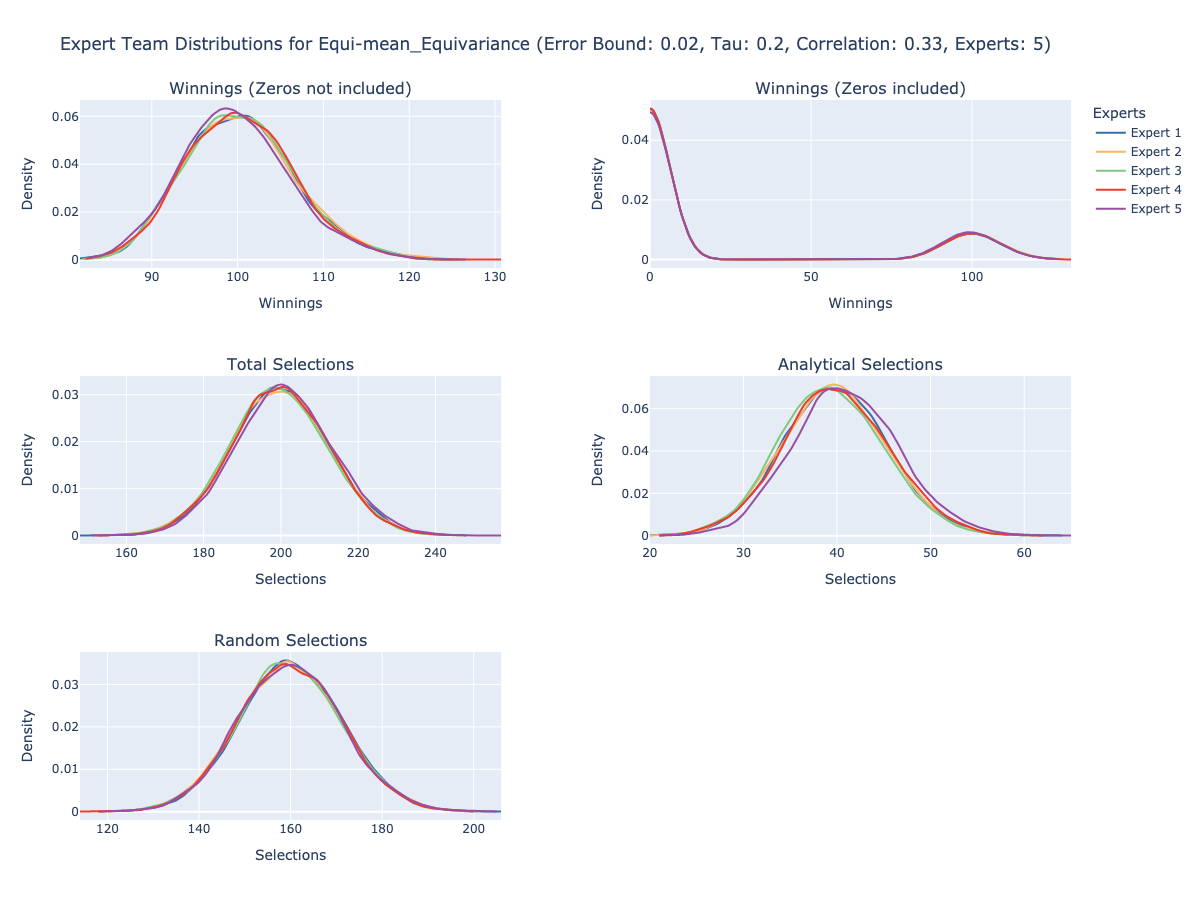 Expert Team Distributions for Equi-mean_Equivariance (Error Bound: 0.02, Tau: 0.2, Correlation: 0.33, Experts: 5)
Winnings (Zeros not included)
0.06
0.04
0.02
0
Density
90 100 110 120 130
Winnings
Winnings (Zeros included)
0.04
0.02
0
Density
0 50 100
Winnings
Experts
Expert 1
Expert 2
Expert 3
Expert 4
Expert 5
Total Selections
0.03
0.02
0.01
0
Density
160 180 200 220 240
Selections
Analytical Selections
0.06
0.04
0.02
0
Density
20 30 40 50 60
Selections
Random Selections
0.03
0.02
0.01
0
Density
120 140 160 180 200
Selections